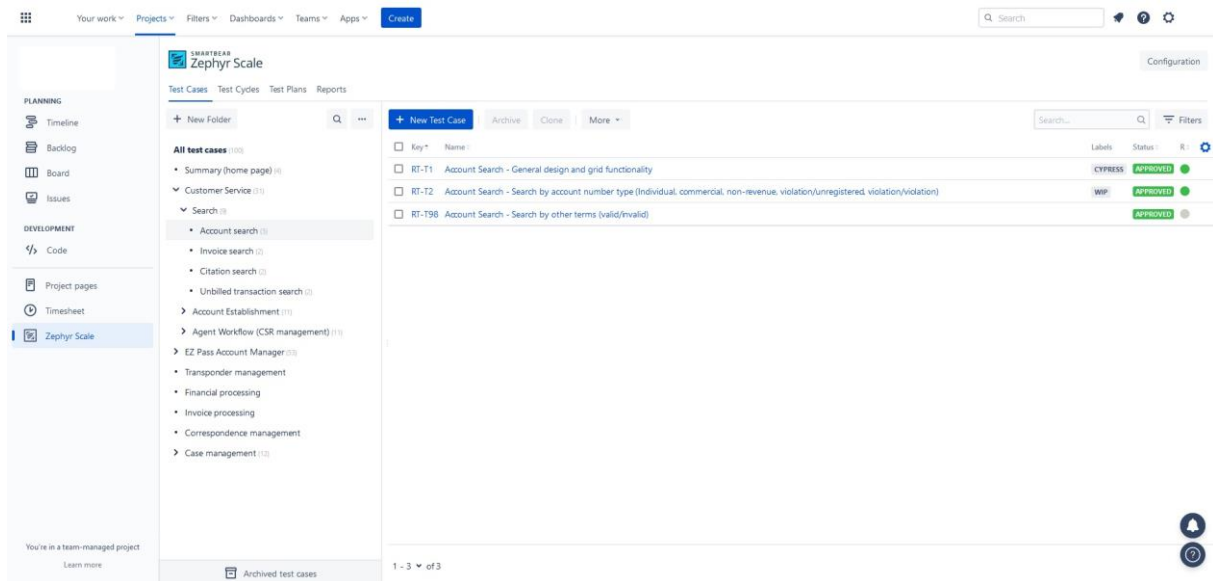 Your work Projects Filters Dashboards Teams Apps Create Search
SMARTBEAR
Zephyr Scale
Configuration
Test Cases Test Cycles Test Plans Reports
PLANNING
Timeline
Backlog
Board
Issues
DEVELOPMENT
Code
Project pages
Timesheet
Zephyr Scale
You're in a team-managed project
Learn more
+ New Folder
All test cases (100)
Summary (home page) (4)
Customer Service (31)
Search (9)
Account search (3)
Invoice search (2)
Citation search (2)
Unbilled transaction search (2)
Account Establishment (11)
Agent Workflow (CSR management) (11)
EZ Pass Account Manager (53)
Transponder management
Financial processing
Invoice processing
Correspondence management
Case management (12)
Archived test cases
+ New Test Case Archive Clone More Search... Filters
Key Name Labels Status R
RT-T1 Account Search - General design and grid functionality CYPRESS APPROVED
RT-T2 Account Search - Search by account number type (Individual, commercial, non-revenue, violation/unregistered, violation/violation) WIP APPROVED
RT-T98 Account Search - Search by other terms (valid/invalid) APPROVED
1 - 3 of 3